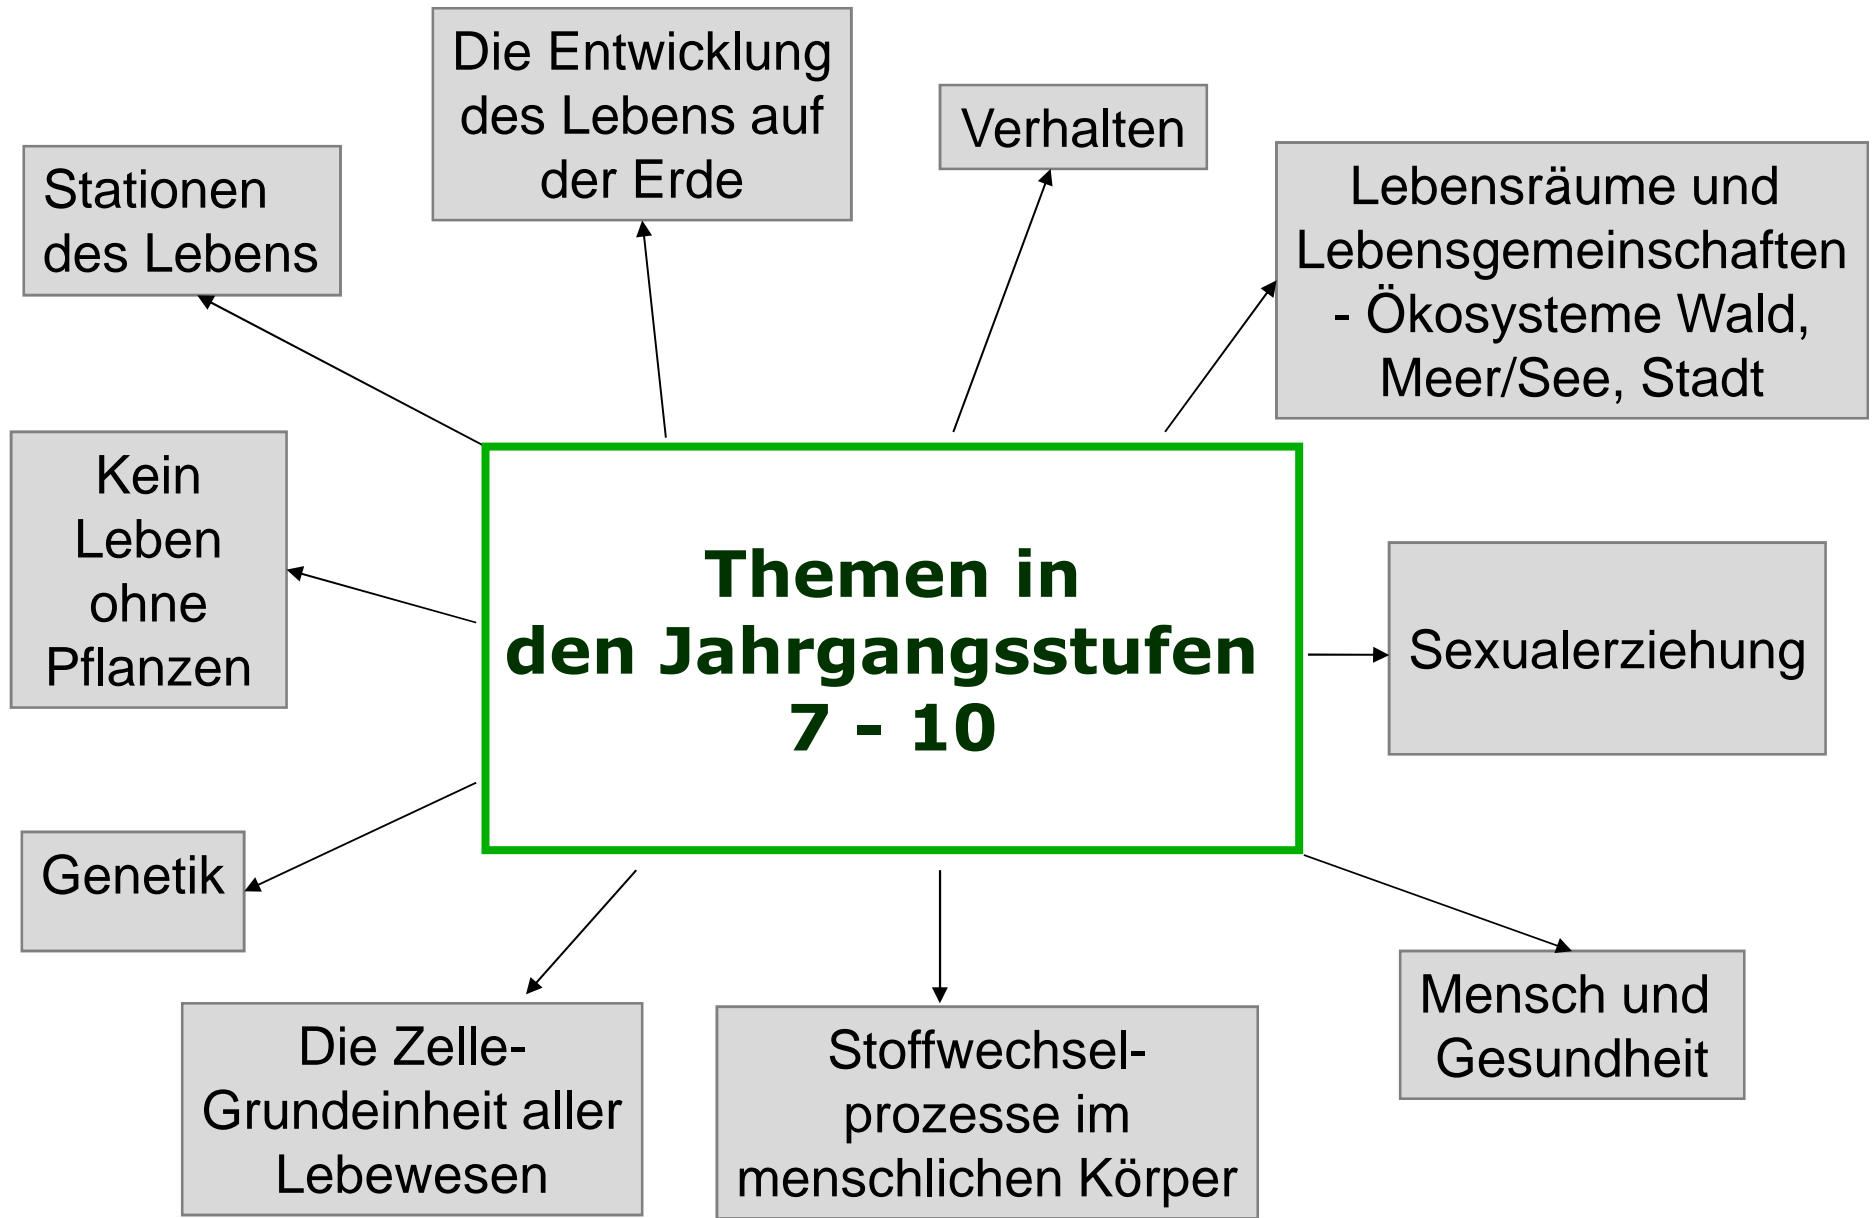 Die Entwicklung
des Lebens auf
der Erde
Verhalten
Stationen
des Lebens
Lebensräume und
Lebensgemeinschaften
- Ökosysteme Wald,
Meer/See, Stadt
Kein
Leben
ohne
Pflanzen
Themen in
den Jahrgangsstufen
7 - 10
Sexualerziehung
Genetik
Mensch und
Gesundheit
Die Zelle-
Grundeinheit aller
Lebewesen
Stoffwechsel-
prozesse im
menschlichen Körper